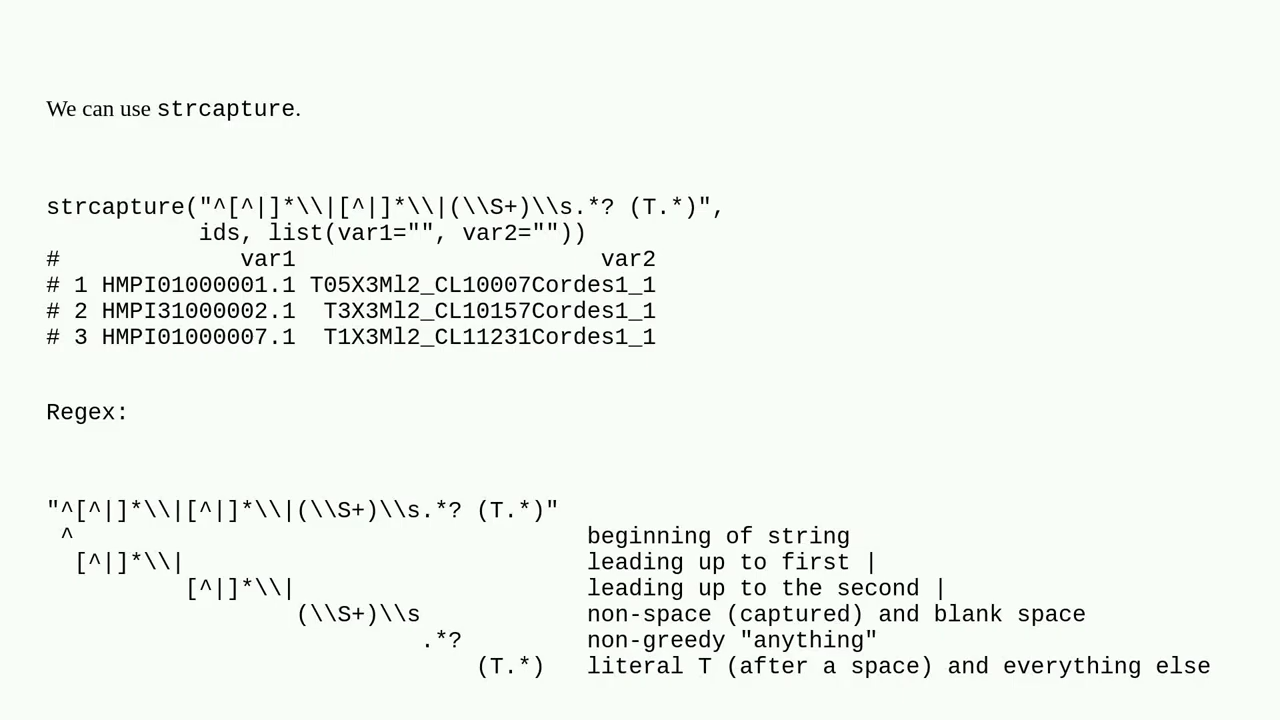 We can use strcapture.
strcapture("^[^|]*\\|[^|]*\\|(\\S+)\\s.*? (T.*)",
           ids, list(var1="", var2=""))
#             var1                      var2
# 1 HMPI01000001.1 T05X3Ml2_CL10007Cordes1_1
# 2 HMPI31000002.1  T3X3Ml2_CL10157Cordes1_1
# 3 HMPI01000007.1  T1X3Ml2_CL11231Cordes1_1
Regex:
"^[^|]*\\|[^|]*\\|(\\S+)\\s.*? (T.*)"
 ^                                     beginning of string
  [^|]*\\|                             leading up to first |
          [^|]*\\|                     leading up to the second |
                  (\\S+)\\s            non-space (captured) and blank space
                           .*?         non-greedy "anything"
                               (T.*)   literal T (after a space) and everything else